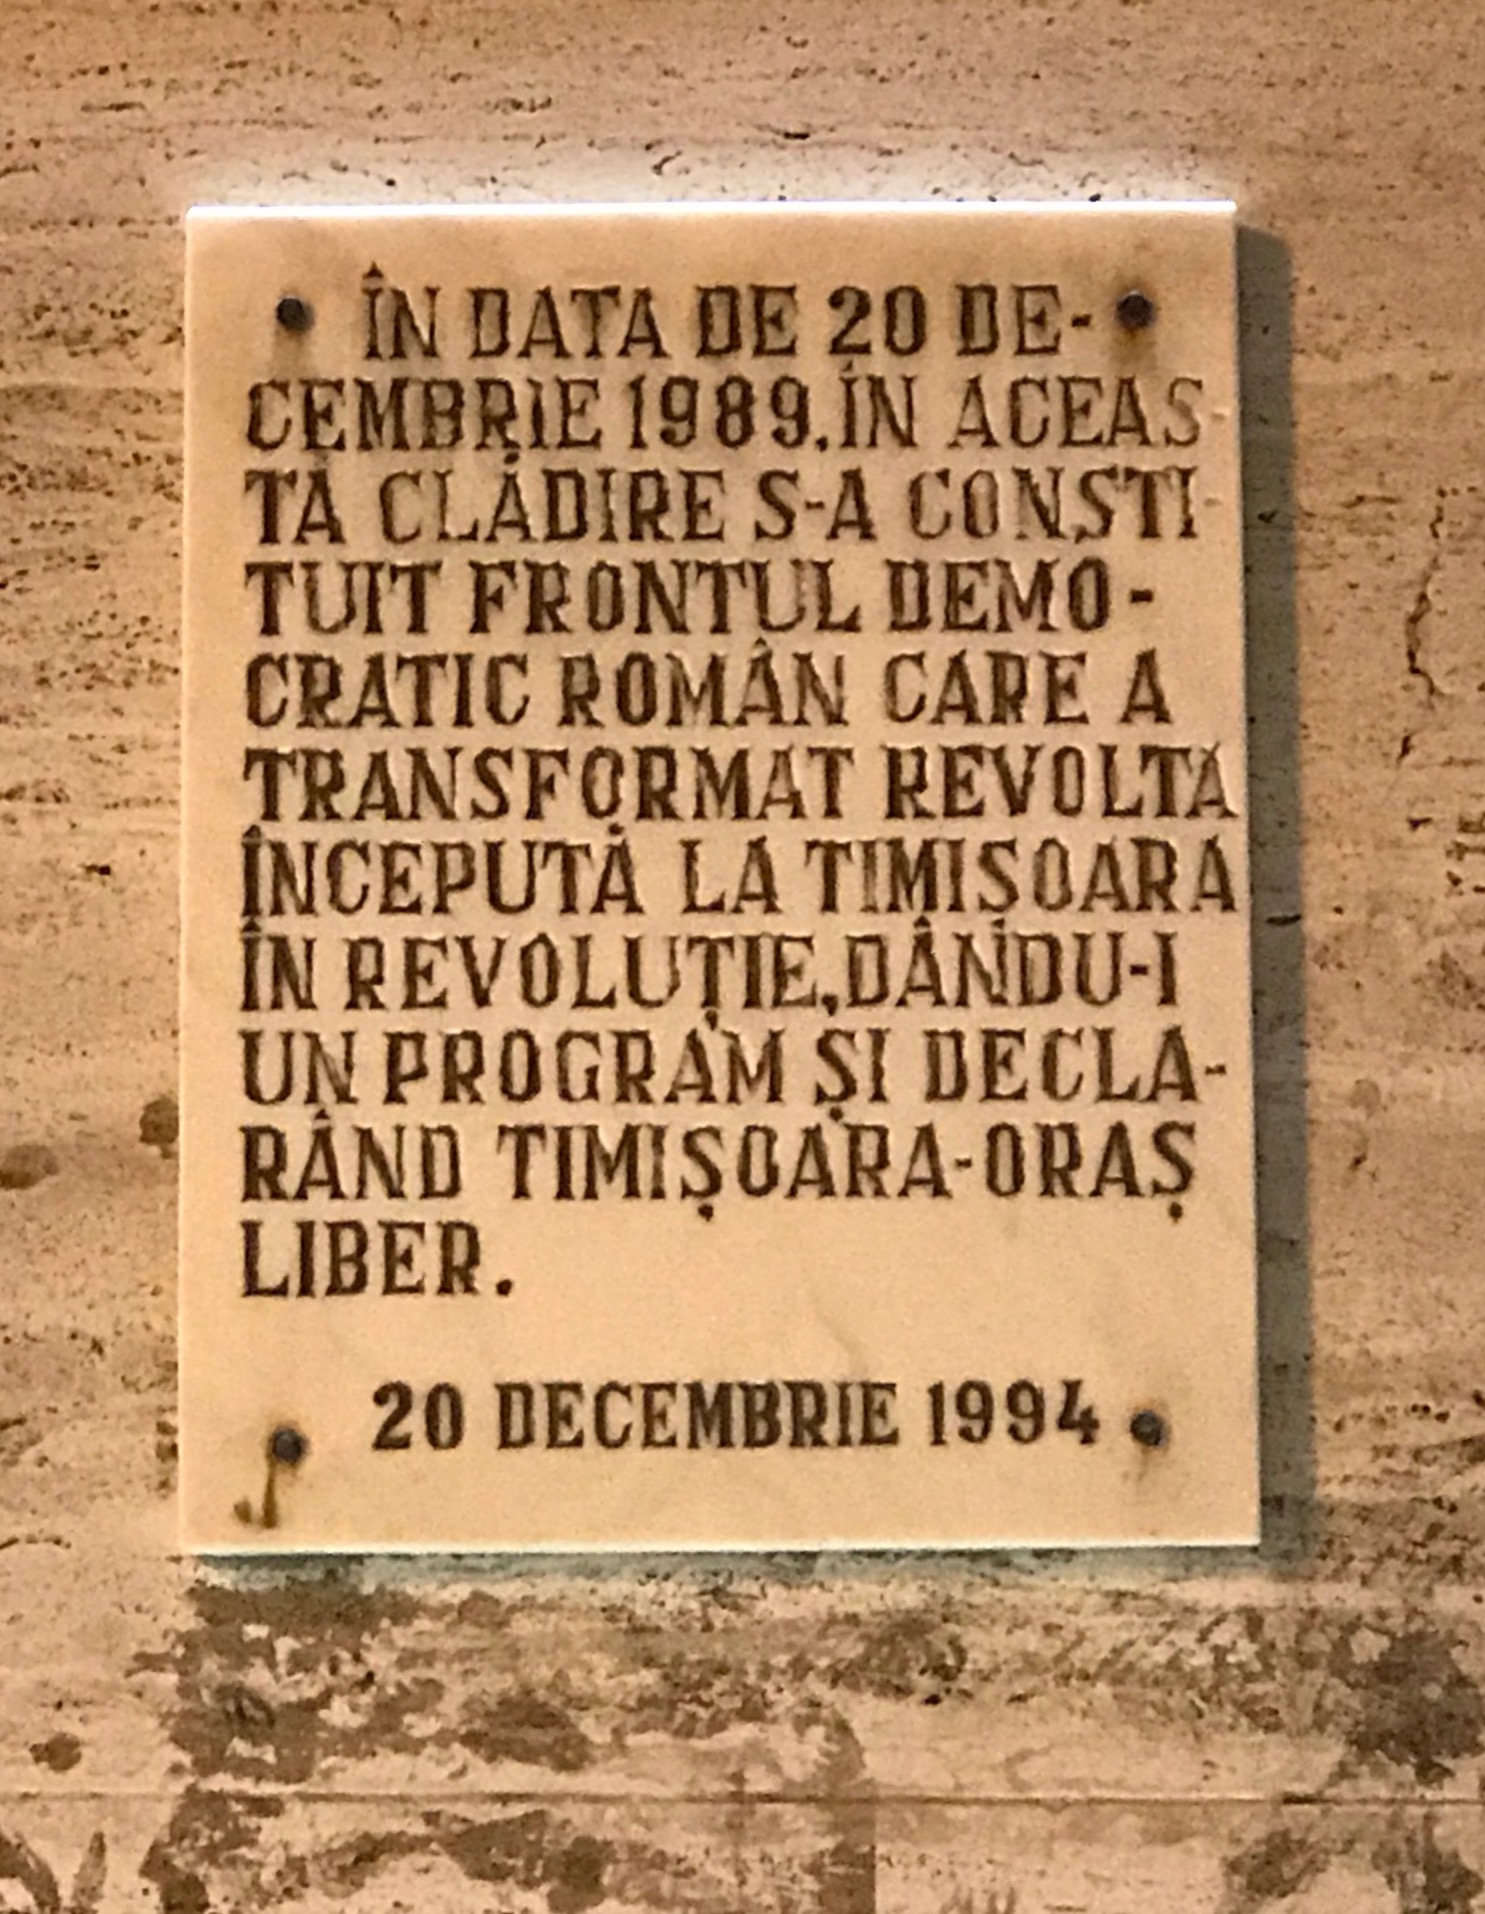 ÎN DATA DE 20 DE-
CEMBRIE 1989, ÎN ACEAS-
TĂ CLĂDIRE S-A CONSTI-
TUIT FRONTUL DEMO-
CRATIC ROMÂN CARE A
TRANSFORMAT REVOLTA
ÎNCEPUTĂ LA TIMIȘOARA
ÎN REVOLUȚIE, DÂNDU-I
UN PROGRAM ȘI DECLA-
RÂND TIMIȘOARA-ORAȘ
LIBER.
20 DECEMBRIE 1994